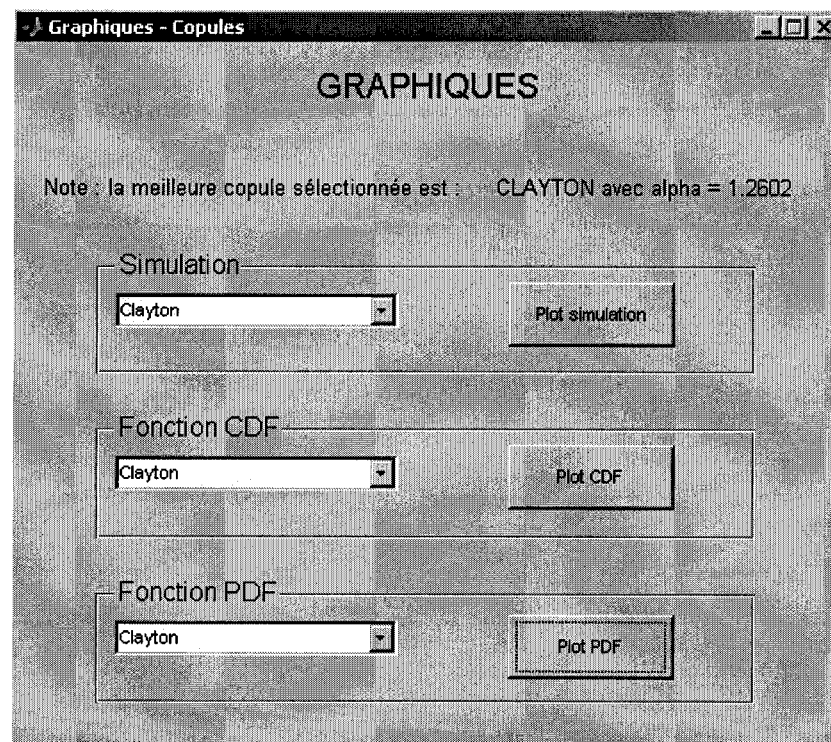 Graphiques - Copules
GRAPHIQUES
Note : la meilleure copule sélectionnée est : CLAYTON avec alpha = 1.2602
Simulation
Clayton
Plot simulation
Fonction CDF
Clayton
Plot CDF
Fonction PDF
Clayton
Plot PDF